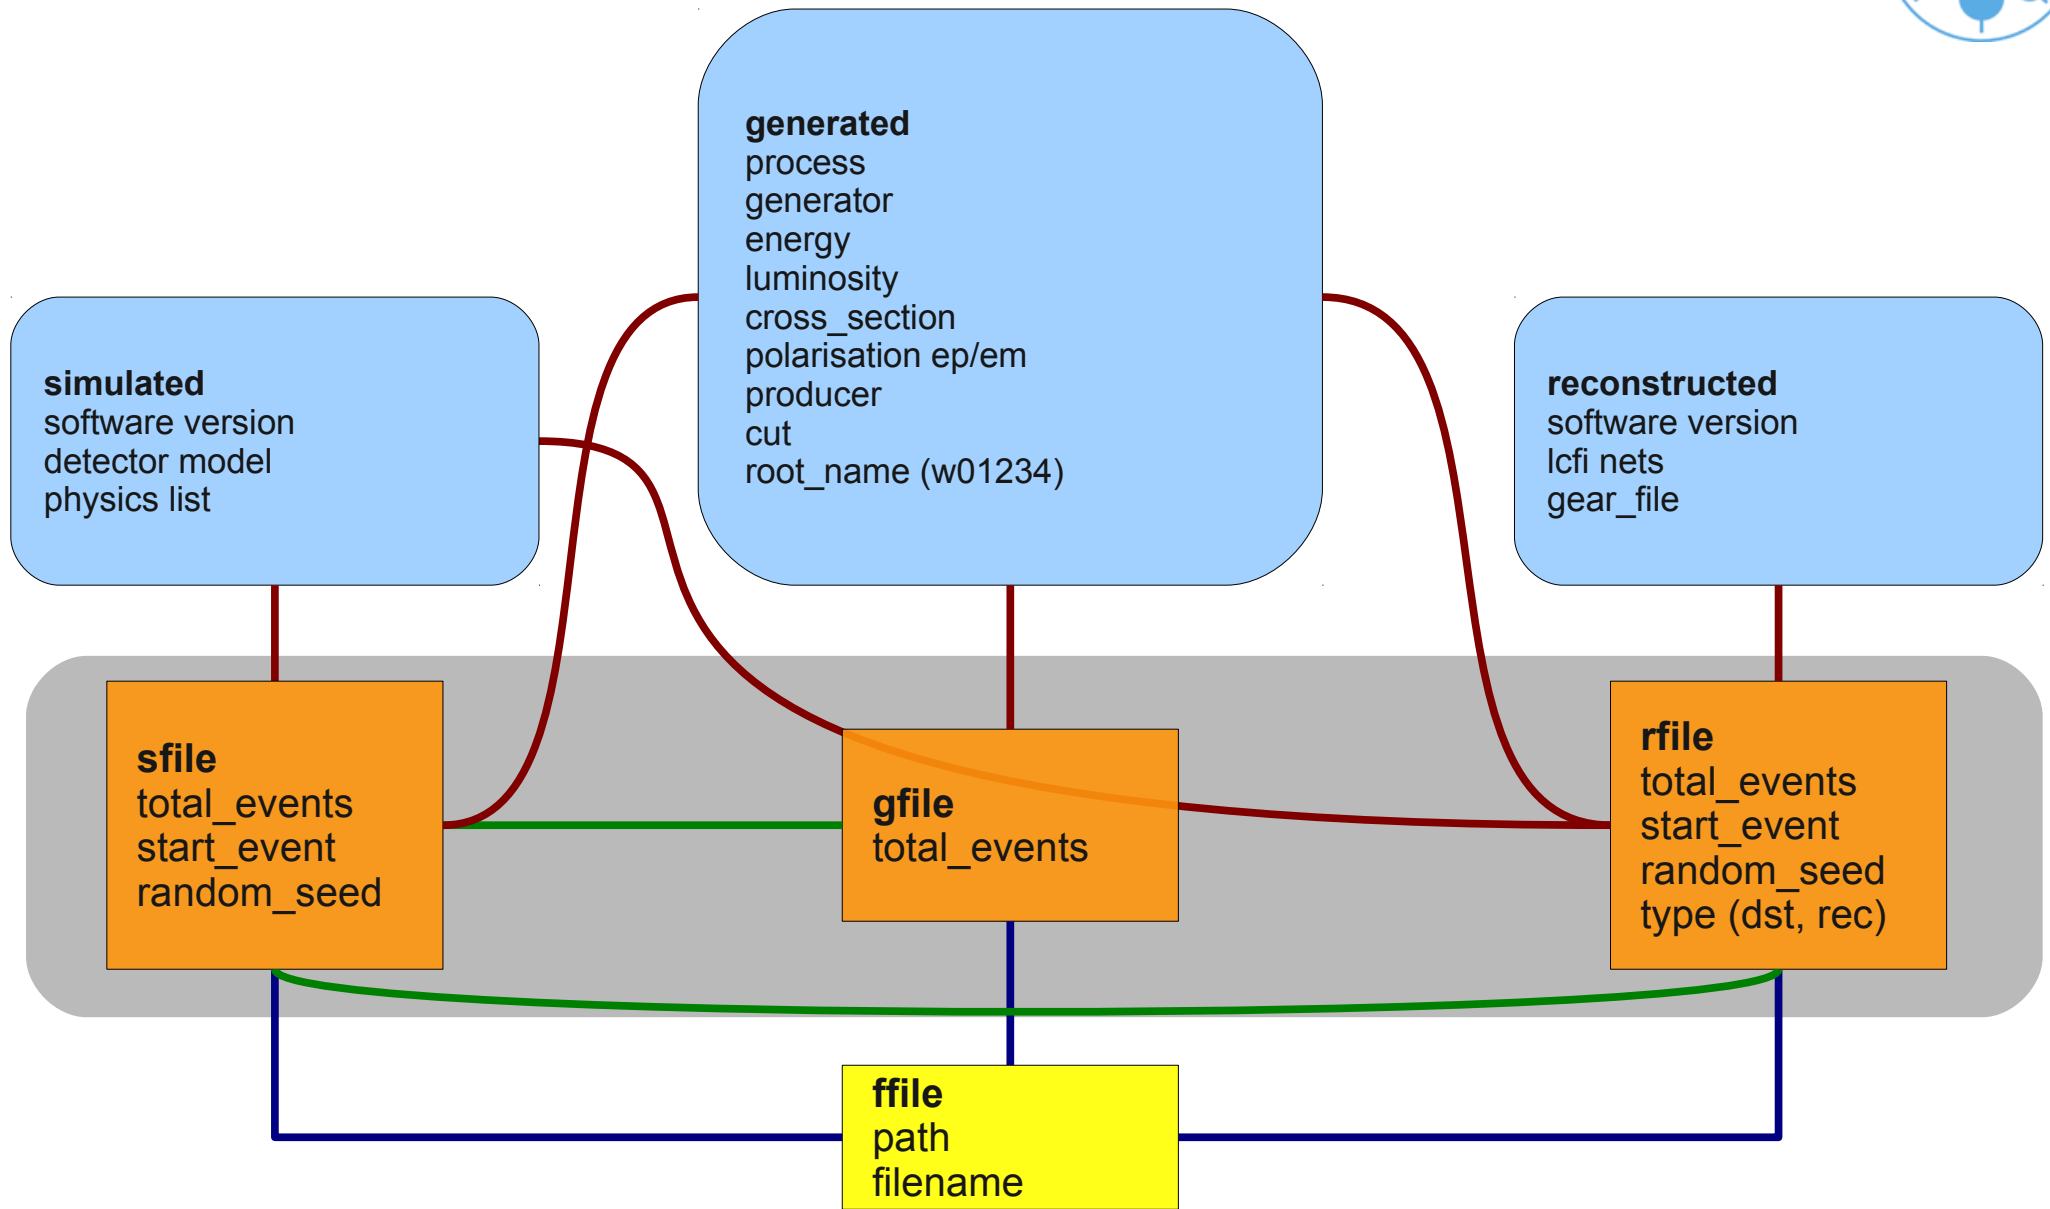 generated
process
generator
energy
luminosity
cross_section
polarisation ep/em
producer
cut
root_name (w01234)
simulated
software version
detector model
physics list
reconstructed
software version
lcfi nets
gear_file
sfile
total_events
start_event
random_seed
gfile
total_events
rfile
total_events
start_event
random_seed
type (dst, rec)
ffile
path
filename